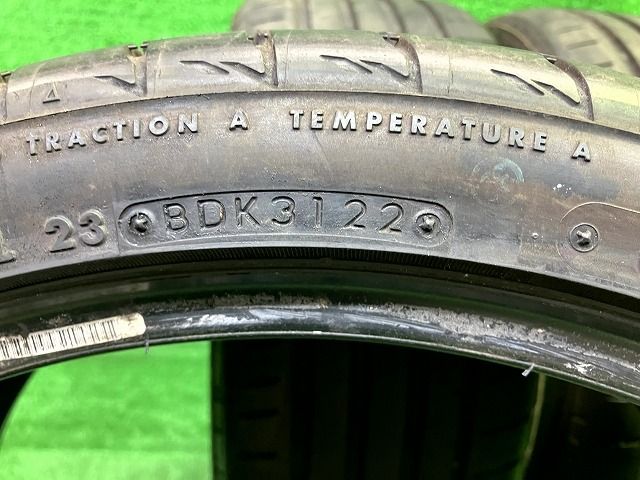 TRACTION A TEMPERATURE A
23 BDK3122